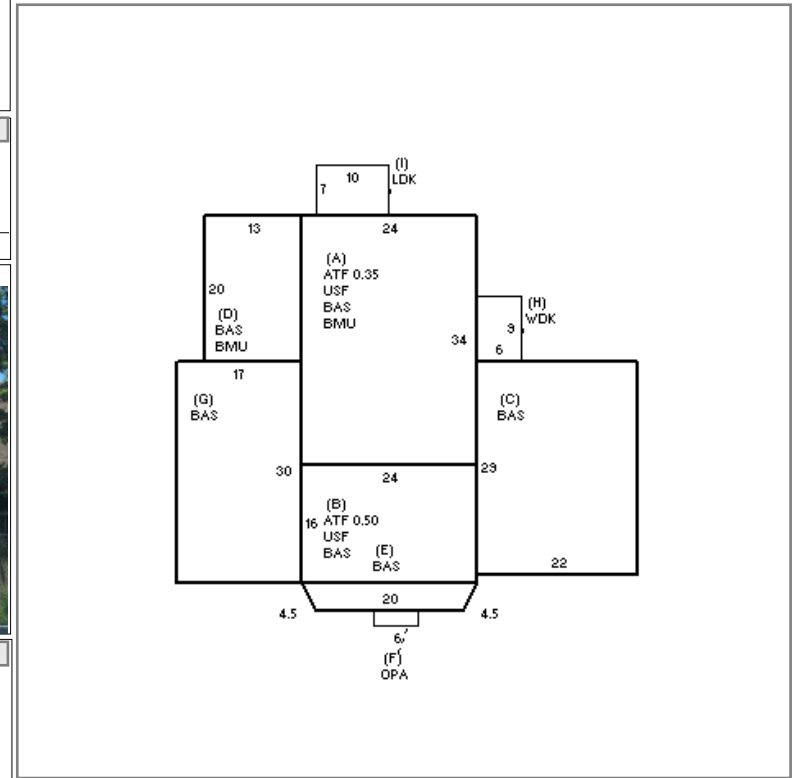 (I)
LDK
10
7
13
24
(A)
ATF 0.35
USF
BAS
BMU
20
(D)
BAS
BMU
(H)
WDK
9
6
34
17
(G)
BAS
(C)
BAS
30
24
29
(B)
16 ATF 0.50
USF
BAS
(E)
BAS
22
20
4.5
4.5
6
(F)
OPA